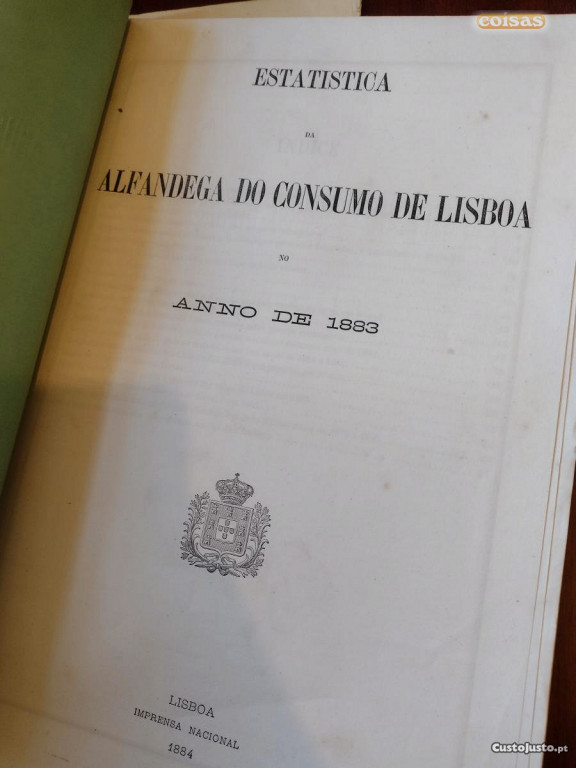 coisas
ESTATISTICA
DA
ALFANDEGA DO CONSUMO DE LISBOA
NO
ANNO DE 1883
LISBOA
IMPRENSA NACIONAL
1884
CustoJusto.pt